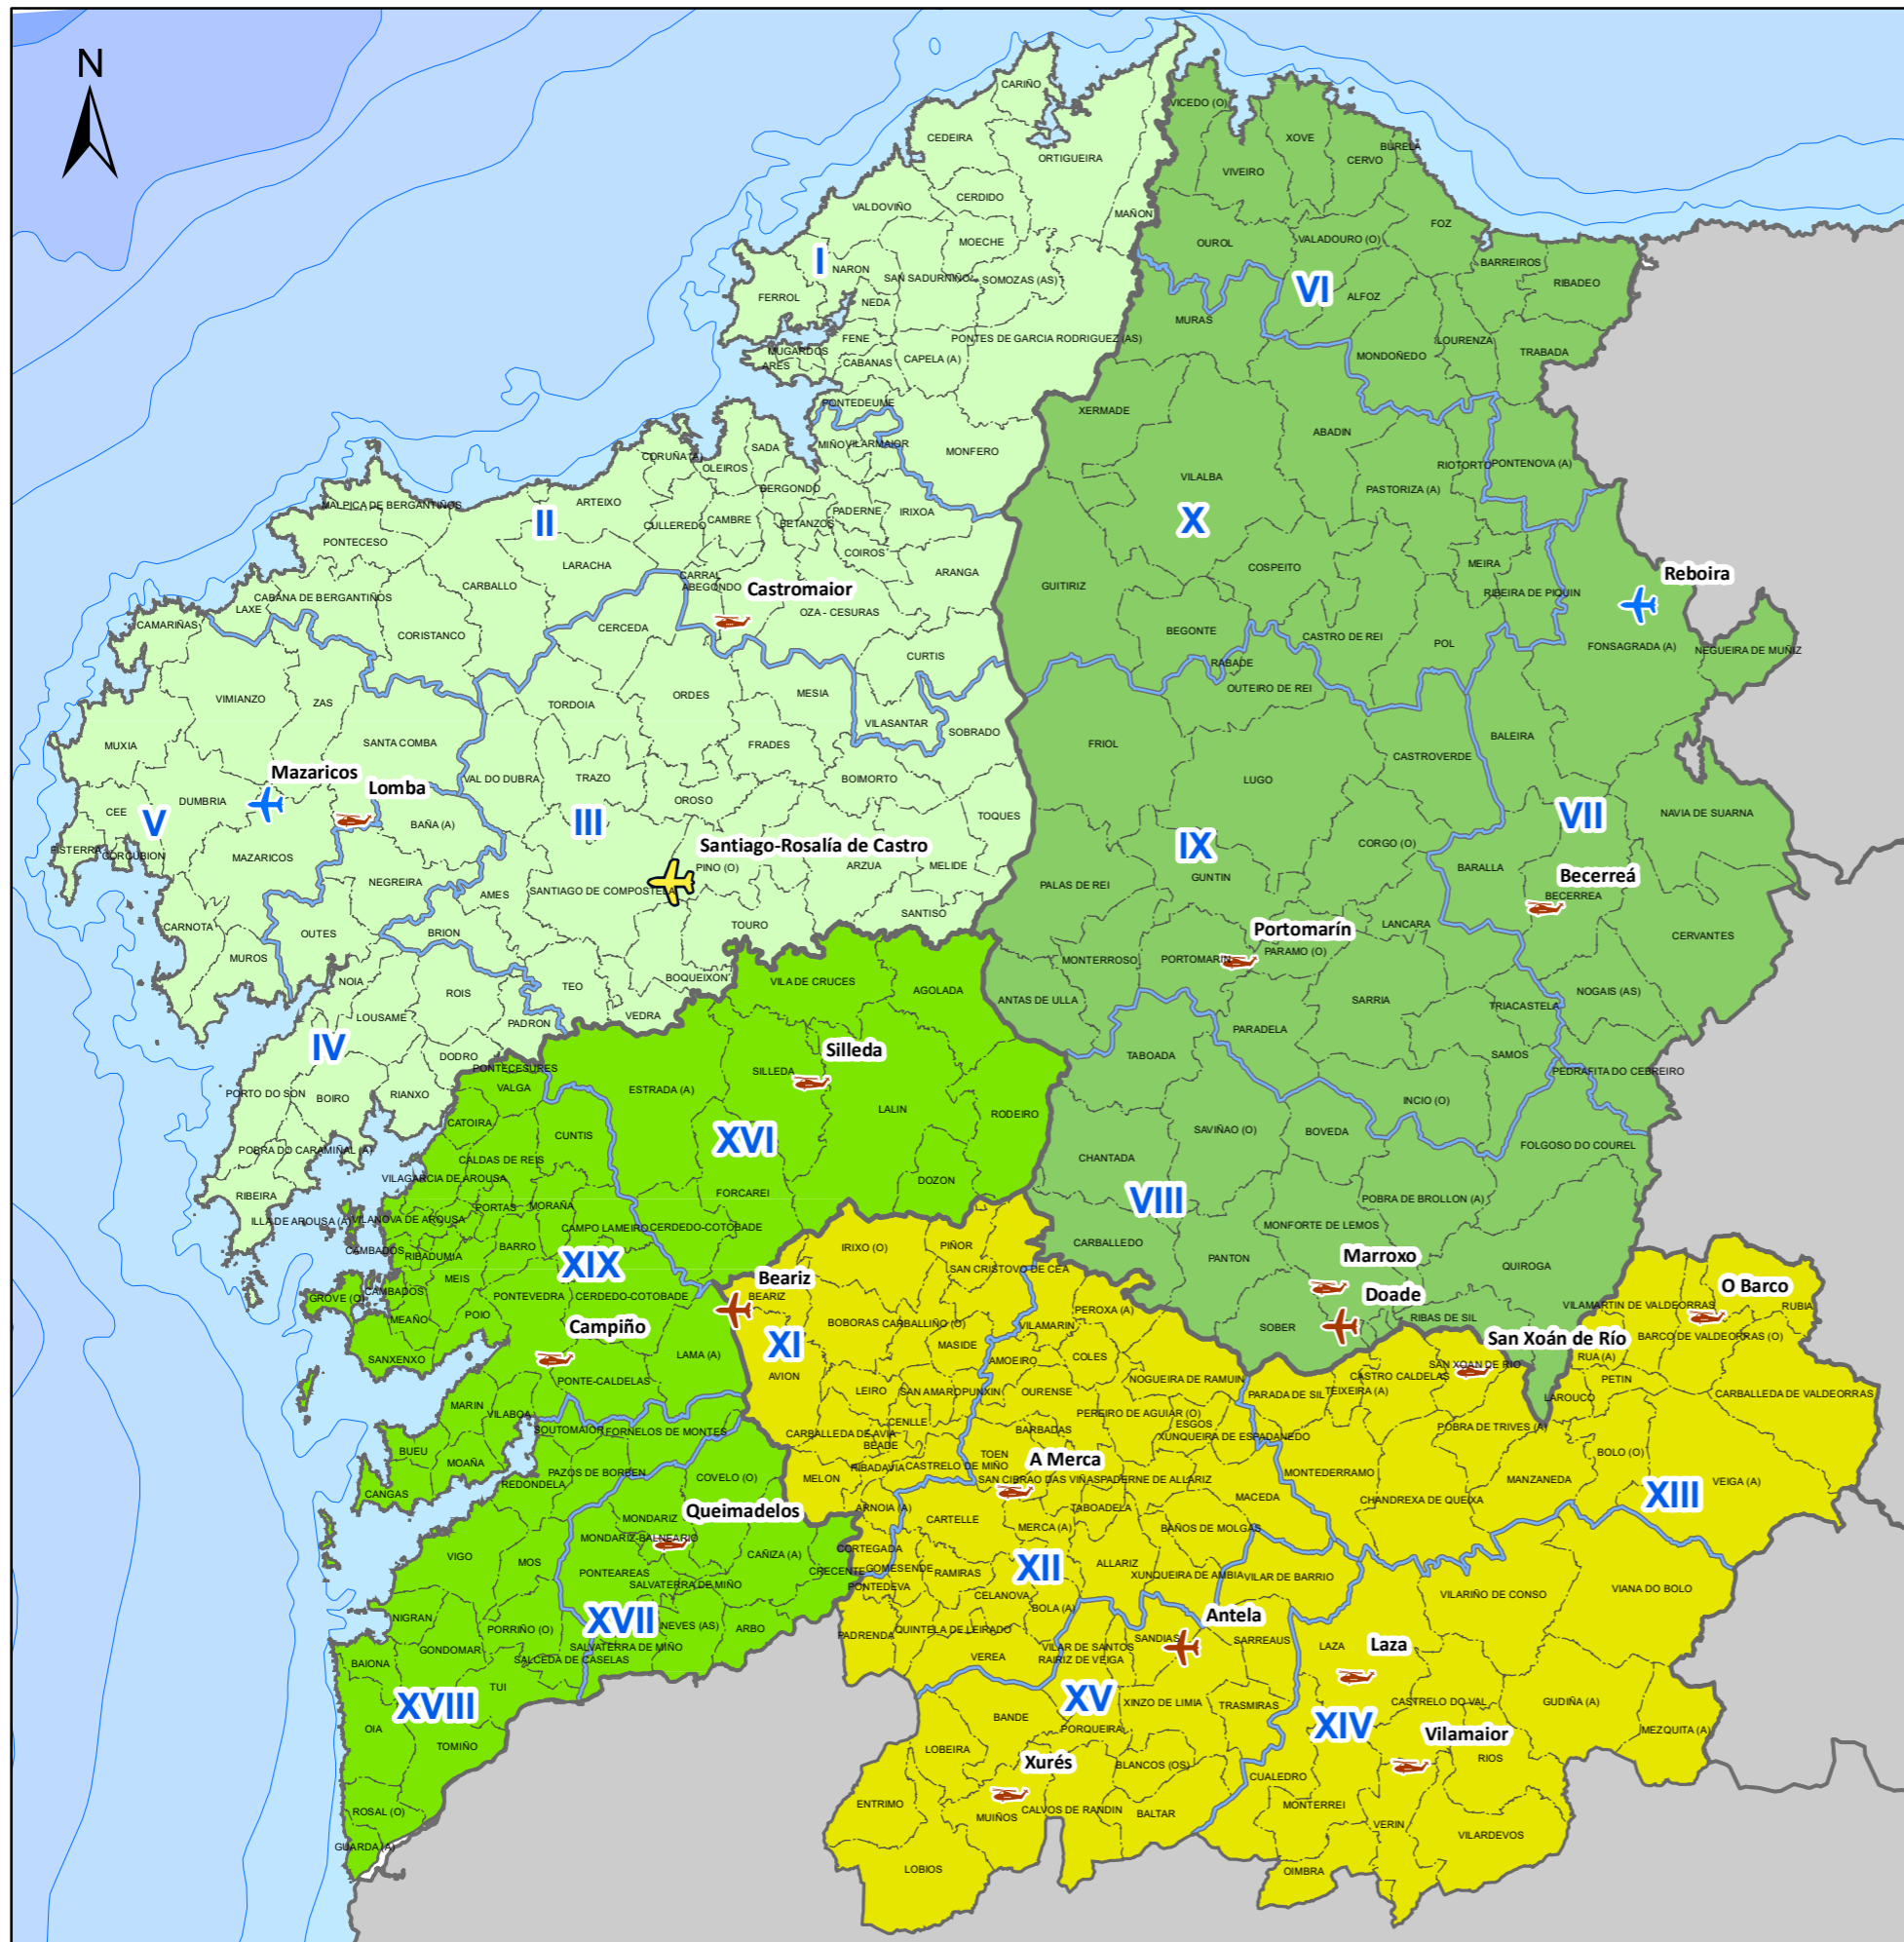 N
CARIÑO
VICEDO (O)
CEDEIRA
ORTIGUEIRA
XOVE
BURELA
CERVO
VIVEIRO
CERDIDO
VALDOVIÑO
MAÑON
FOZ
MOECHE
OUROL
VALADOURO (O)
I
NARON
BARREIROS
SAN SADURNIÑO
SOMOZAS (AS)
RIBADEO
VI
FERROL
NEDA
ALFOZ
MURAS
FENE
PONTES DE GARCIA RODRIGUEZ (AS)
LOURENZA
MUGARDOS
ARES
CABANAS
CAPELA (A)
MONDOÑEDO
TRABADA
PONTEDEUME
XERMADE
ABADIN
SADA
MIÑO
VILARMAIOR
MONFERO
CORUÑA (A)
OLEIROS
RIOTORTO
PONTENOVA (A)
VILALBA
BERGONDO
PASTORIZA (A)
MALPICA DE BERGANTIÑOS
ARTEIXO
II
PADERNE
IRIXOA
X
CULLEREDO
CAMBRE
BETANZOS
PONTECESO
COIROS
LARACHA
MEIRA
CARRAL
ARANGA
COSPEITO
Reboira
CARBALLO
ABEGONDO
Castromaior
GUITIRIZ
RIBEIRA DE PIQUIN
CABANA DE BERGANTIÑOS
LAXE
OZA - CESURAS
CAMARIÑAS
CERCEDA
BEGONTE
CORISTANCO
CASTRO DE REI
POL
FONSAGRADA (A)
NEGUEIRA DE MUÑIZ
CURTIS
RABADE
OUTEIRO DE REI
VIMIANZO
ZAS
ORDES
MESIA
TORDOIA
VILASANTAR
SOBRADO
BALEIRA
MUXIA
SANTA COMBA
FRADES
FRIOL
CASTROVERDE
Mazaricos
VAL DO DUBRA
TRAZO
BOIMORTO
LUGO
Lomba
DUMBRIA
OROSO
CEE
V
III
TOQUES
NAVIA DE SUARNA
VII
BAÑA (A)
CORGO (O)
FISTERRA
CORCUBION
MAZARICOS
Santiago-Rosalía de Castro
IX
PINO (O)
ARZUA
MELIDE
BARALLA
NEGREIRA
GUNTIN
Becerreá
AMES
SANTIAGO DE COMPOSTELA
PALAS DE REI
BECERREA
SANTISO
CARNOTA
OUTES
BRION
TOURO
Portomarín
LANCARA
CERVANTES
MUROS
MONTERROSO
PORTOMARIN
PARAMO (O)
BOQUEIXON
NOIA
VILA DE CRUCES
AGOLADA
TEO
ROIS
ANTAS DE ULLA
SARRIA
NOGAIS (AS)
TRIACASTELA
LOUSAME
VEDRA
PADRON
PARADELA
IV
Silleda
DODRO
TABOADA
SAMOS
PONTECESURES
SILLEDA
PEDRAFITA DO CEBREIRO
VALGA
ESTRADA (A)
PORTO DO SON
BOIRO
RIANXO
INCIO (O)
LALIN
RODEIRO
CATOIRA
CUNTIS
XVI
SAVIÑAO (O)
BOVEDA
FOLGOSO DO COUREL
POBRA DO CARAMIÑAL (A)
CALDAS DE REIS
CHANTADA
VILAGARCIA DE AROUSA
DOZON
RIBEIRA
FORCAREI
VIII
POBRA DE BROLLON (A)
PORTAS
MORAÑA
ILLA DE AROUSA (A)
VILANOVA DE AROUSA
CAMPO LAMEIRO
CERDEDO-COTOBADE
MONFORTE DE LEMOS
CARBALLEDO
CAMBADOS
RIBADUMIA
BARRO
IRIXO (O)
PIÑOR
PANTON
Marroxo
XIX
SAN CRISTOVO DE CEA
QUIROGA
MEIS
Beariz
GROVE (O)
CAMBADOS
PONTEVEDRA
CERDEDO-COTOBADE
BEARIZ
Doade
O Barco
MEAÑO
POIO
PEROXA (A)
VILAMARTIN DE VALDEORRAS
RUBIA
Campiño
BOBORAS
CARBALLIÑO (O)
VILAMARIN
SOBER
RIBAS DE SIL
XI
MASIDE
San Xoán de Río
BARCO DE VALDEORRAS (O)
SANXENXO
LAMA (A)
AMOEIRO
COLES
SAN XOAN DE RIO
RUA (A)
AVION
CASTRO CALDELAS
PETIN
PONTE-CALDELAS
LEIRO
SAN AMARO
PUNXIN
OURENSE
NOGUEIRA DE RAMUIN
PARADA DE SIL
TEIXEIRA (A)
LAROUCO
CARBALLEDA DE VALDEORRAS
MARIN
VILABOA
PEREIRO DE AGUIAR (O)
CENLLE
ESGOS
POBRA DE TRIVES (A)
SOUTOMAIOR
FORNELOS DE MONTES
CARBALLEDA DE AVIA
BARBADAS
XUNQUEIRA DE ESPADANEDO
BEADE
BUEU
TOEN
BOLO (O)
MOAÑA
A Merca
RIBADAVIA
CASTRELO DE MIÑO
PAZOS DE BORBEN
COVELO (O)
MELON
SAN CIBRAO DAS VIÑAS
PADERNE DE ALLARIZ
MONTEDERRAMO
MANZANEDA
VEIGA (A)
REDONDELA
CANGAS
XIII
MACEDA
CHANDREXA DE QUEIXA
ARNOIA (A)
TABOADELA
Queimadelos
MONDARIZ
CARTELLE
MERCA (A)
BAÑOS DE MOLGAS
MONDARIZ-BALNEARIO
CORTEGADA
CAÑIZA (A)
VIGO
MOS
ALLARIZ
XII
CRECENTE
GOMESENDE
RAMIRAS
PONTEAREAS
XUNQUEIRA DE AMBIA
VILAR DE BARRIO
SALVATERRA DE MIÑO
PONTEDEVA
VIANA DO BOLO
VILARIÑO DE CONSO
CELANOVA
BOLA (A)
NIGRAN
XVII
Antela
NEVES (AS)
ARBO
PORRIÑO (O)
QUINTELA DE LEIRADO
PADRENDA
SANDIAS
SARREAUS
LAZA
Laza
GONDOMAR
SALVATERRA DE MIÑO
VILAR DE SANTOS
SALCEDA DE CASELAS
VEREA
RAIRIZ DE VEIGA
BAIONA
TUI
XV
XINZO DE LIMIA
TRASMIRAS
CASTRELO DO VAL
GUDIÑA (A)
XVIII
OIA
BANDE
PORQUEIRA
XIV
MEZQUITA (A)
Vilamaior
TOMIÑO
LOBEIRA
Xurés
BLANCOS (OS)
RIOS
CUALEDRO
ENTRIMO
MONTERREI
ROSAL (O)
MUIÑOS
CALVOS DE RANDIN
BALTAR
VERIN
VILARDEVOS
GUARDA (A)
LOBIOS
OIMBRA